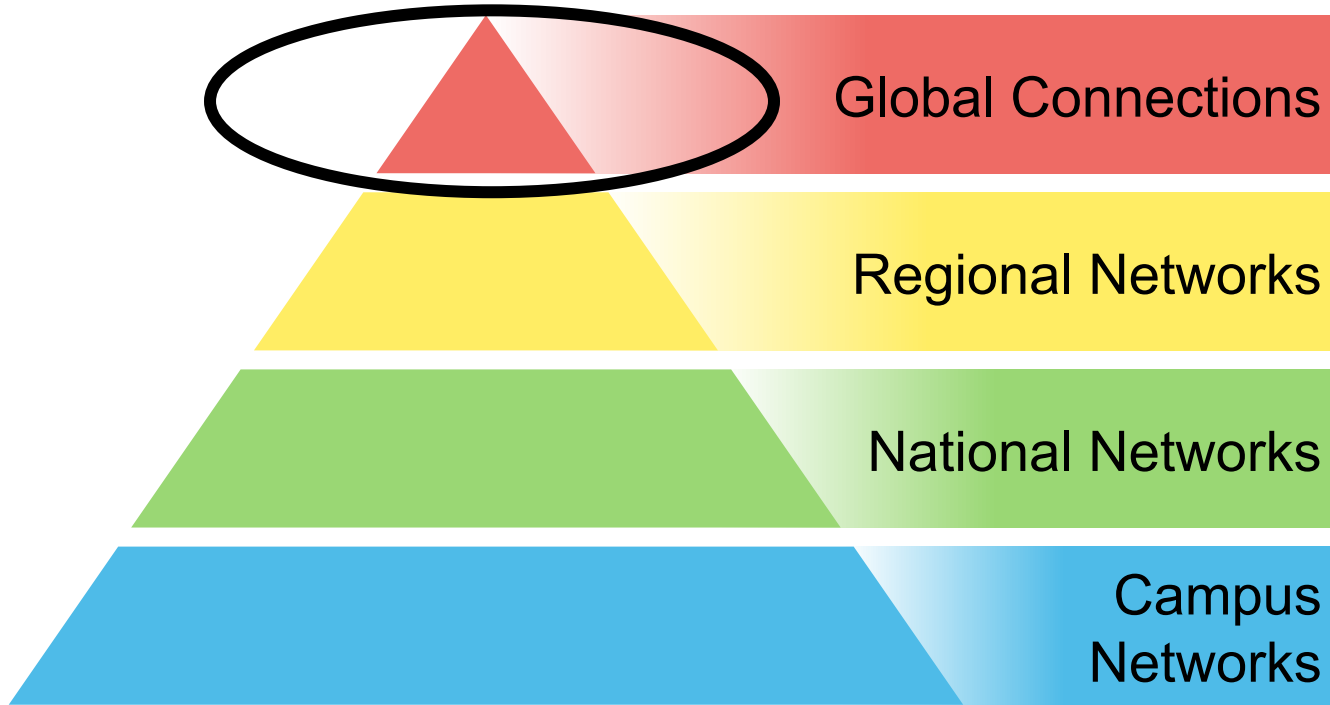 Global Connections
Regional Networks
National Networks
Campus
Networks